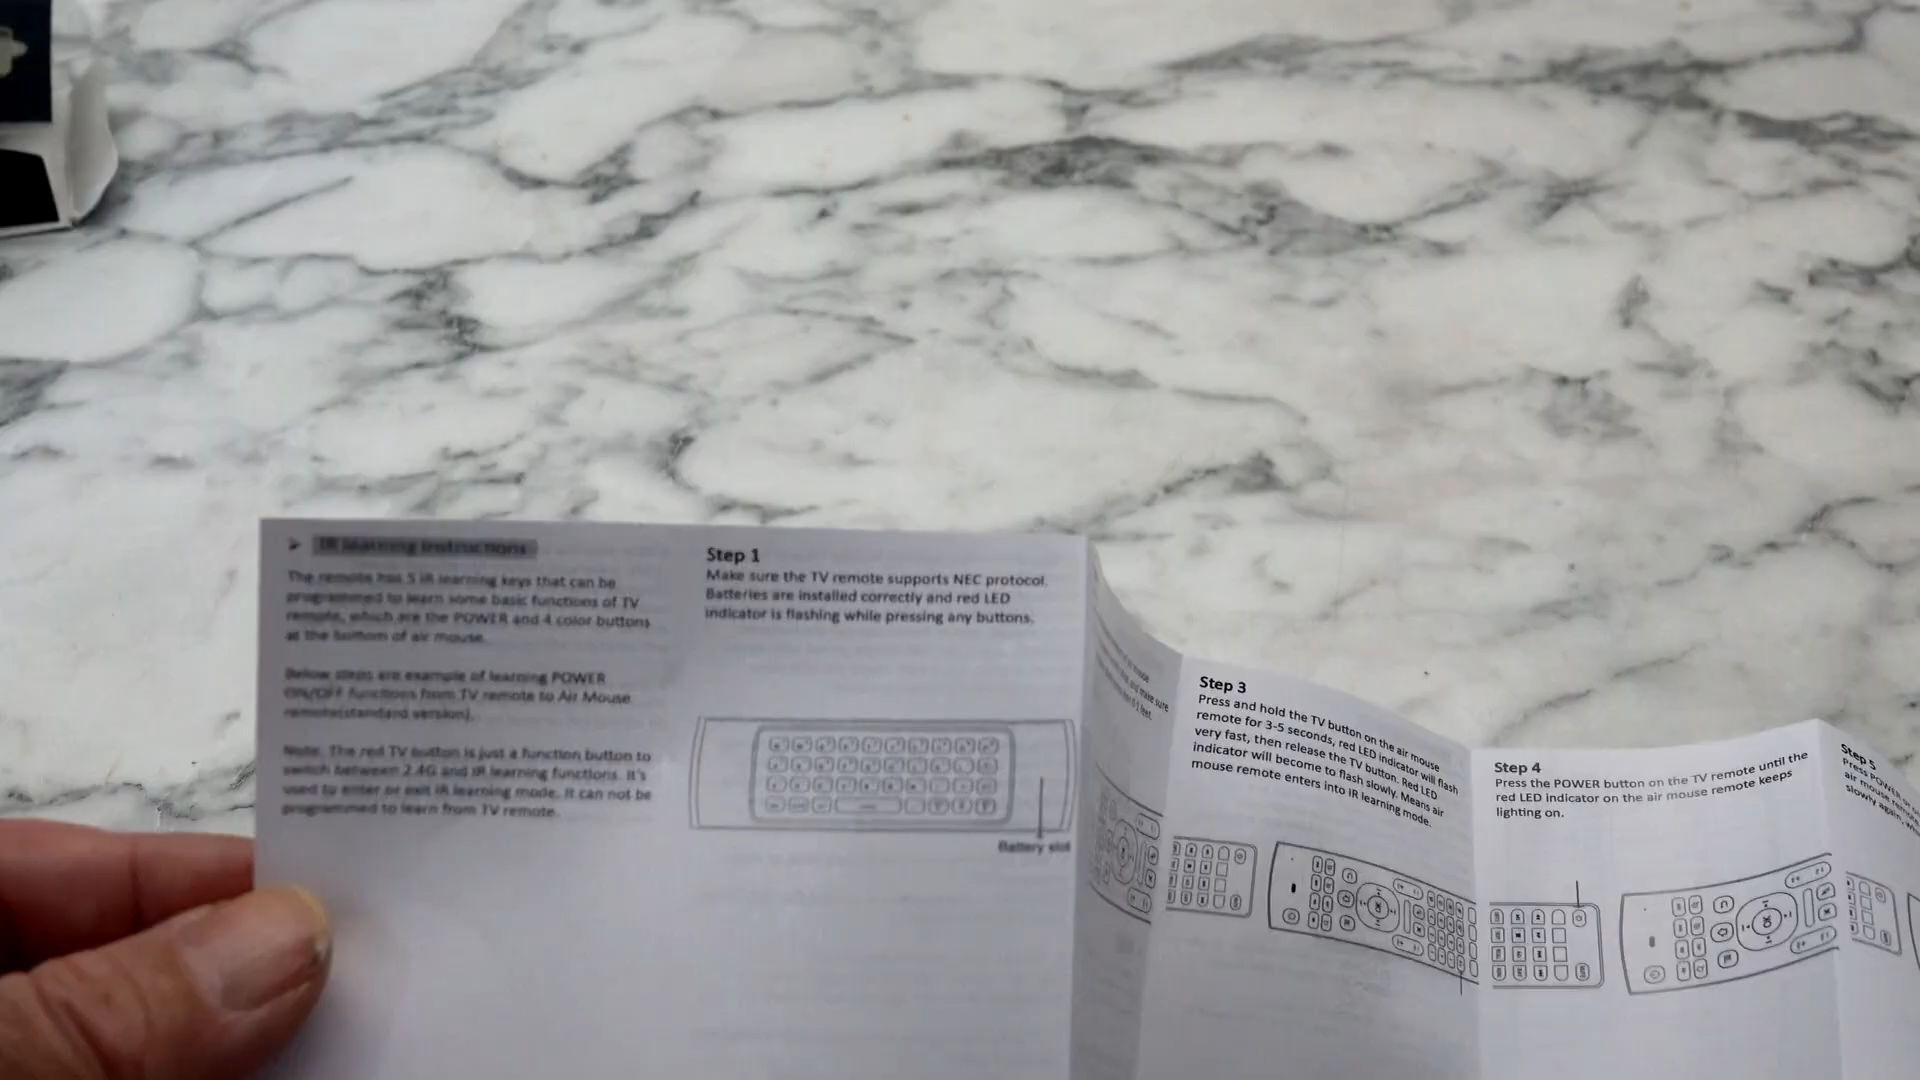 IR learning instructions
The remote has 5 IR learning keys that can be
programmed to learn some basic functions of TV
remote, which are the POWER and 4 color buttons
at the bottom of air mouse.
Below steps are example of learning POWER
ON/OFF functions from TV remote to Air Mouse
remote(standard version).
Note: The red TV button is just a function button to
switch between 2.4G and IR learning functions. It's
used to enter or exit IR learning mode. It can not be
programmed to learn from TV remote.
Step 1
Make sure the TV remote supports NEC protocol.
Batteries are installed correctly and red LED
indicator is flashing while pressing any buttons.
Battery slot
Step 3
Press and hold the TV button on the air mouse
remote for 3-5 seconds, red LED indicator will flash
very fast, then release the TV button. Red LED
indicator will become to flash slowly. Means air
mouse remote enters into IR learning mode.
OK
Step 4
Press the POWER button on the TV remote until the
red LED indicator on the air mouse remote keeps
lighting on.
OK
Step 5
Press POWER
air mouse
slowly again,